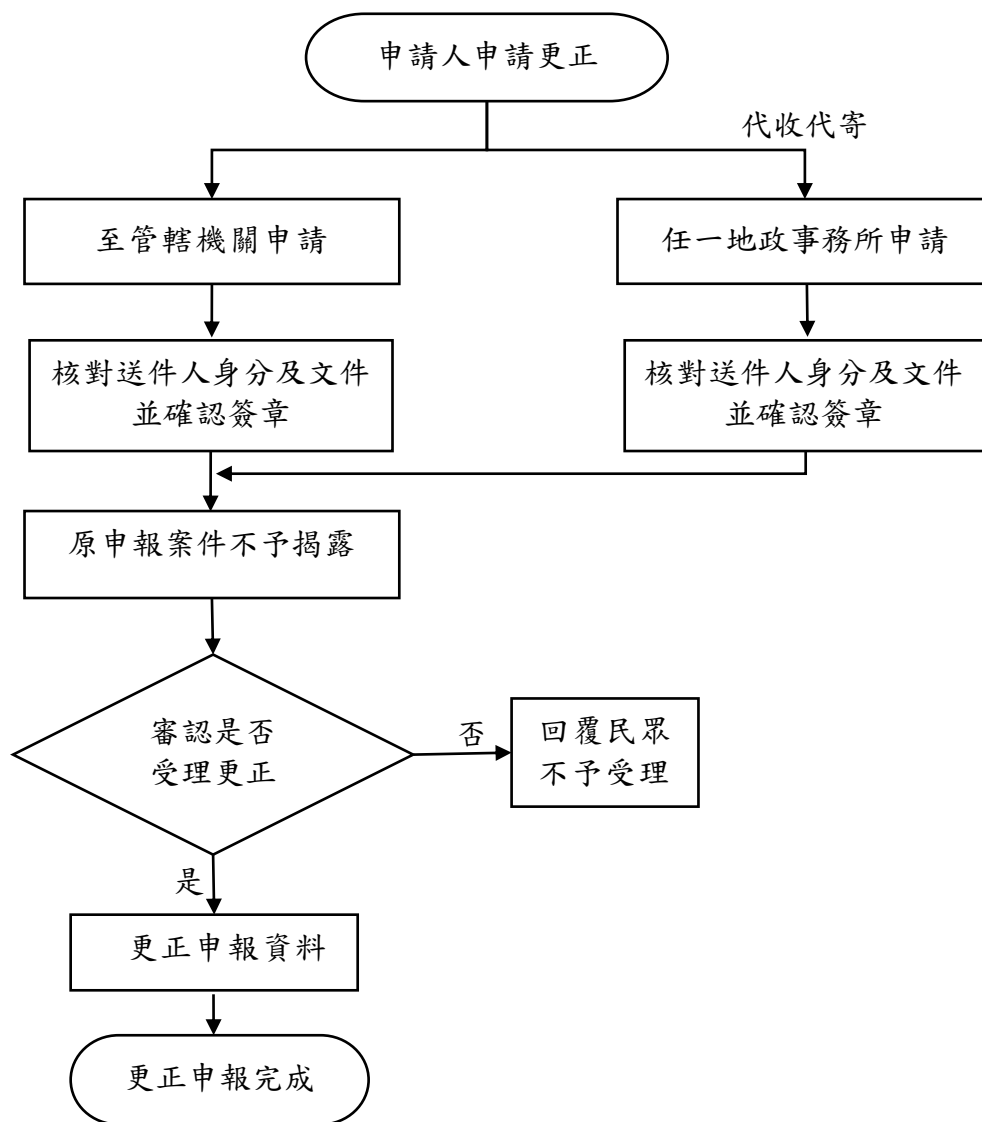 申請人申請更正
代收代寄
至管轄機關申請
任一地政事務所申請
核對送件人身分及文件
並確認簽章
核對送件人身分及文件
並確認簽章
原申報案件不予揭露
審認是否
受理更正
否
回覆民眾
不予受理
是
更正申報資料
更正申報完成